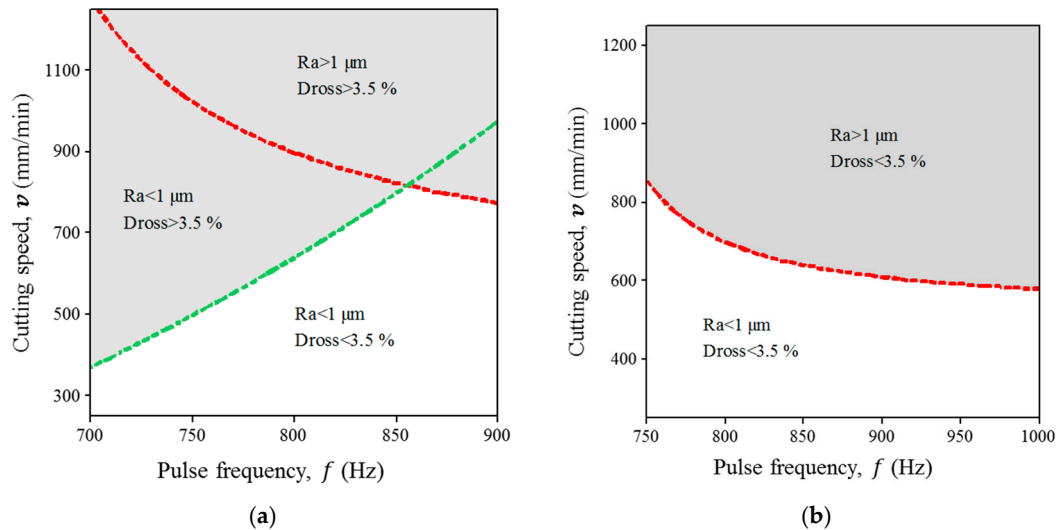 Cutting speed, v (mm/min)
1100
900
700
500
300
Ra>1 μm
Dross>3.5 %
Ra<1 μm
Dross>3.5 %
Ra<1 μm
Dross<3.5 %
700 750 800 850 900
Pulse frequency, f (Hz)
(a)
Cutting speed, v (mm/min)
1200
1000
800
600
400
Ra>1 μm
Dross<3.5 %
Ra<1 μm
Dross<3.5 %
750 800 850 900 950 1000
Pulse frequency, f (Hz)
(b)